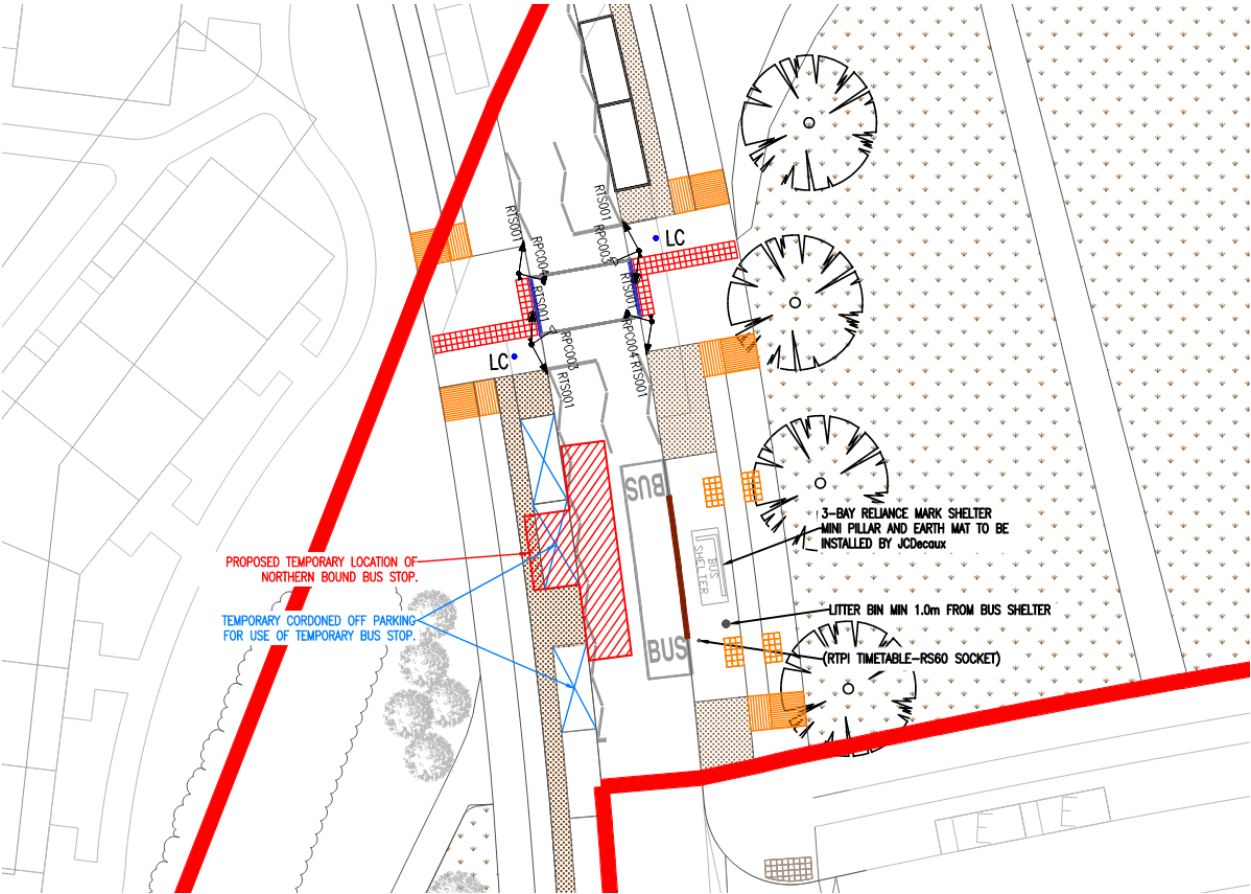 RTS001
RTS001
RPC003
LC
RPC004
RTS001
RTS001
LC
RPC003
RTS001
RPC004
RTS001
BUS
3-BAY RELIANCE MARK SHELTER
MINI PILLAR AND EARTH MAT TO BE
INSTALLED BY JCDecaux
BUS
SHELTER
PROPOSED TEMPORARY LOCATION OF
NORTHERN BOUND BUS STOP.
TEMPORARY CORDONED OFF PARKING
FOR USE OF TEMPORARY BUS STOP.
LITTER BIN MIN 1.0m FROM BUS SHELTER
BUS
(RTPI TIMETABLE-RS60 SOCKET)